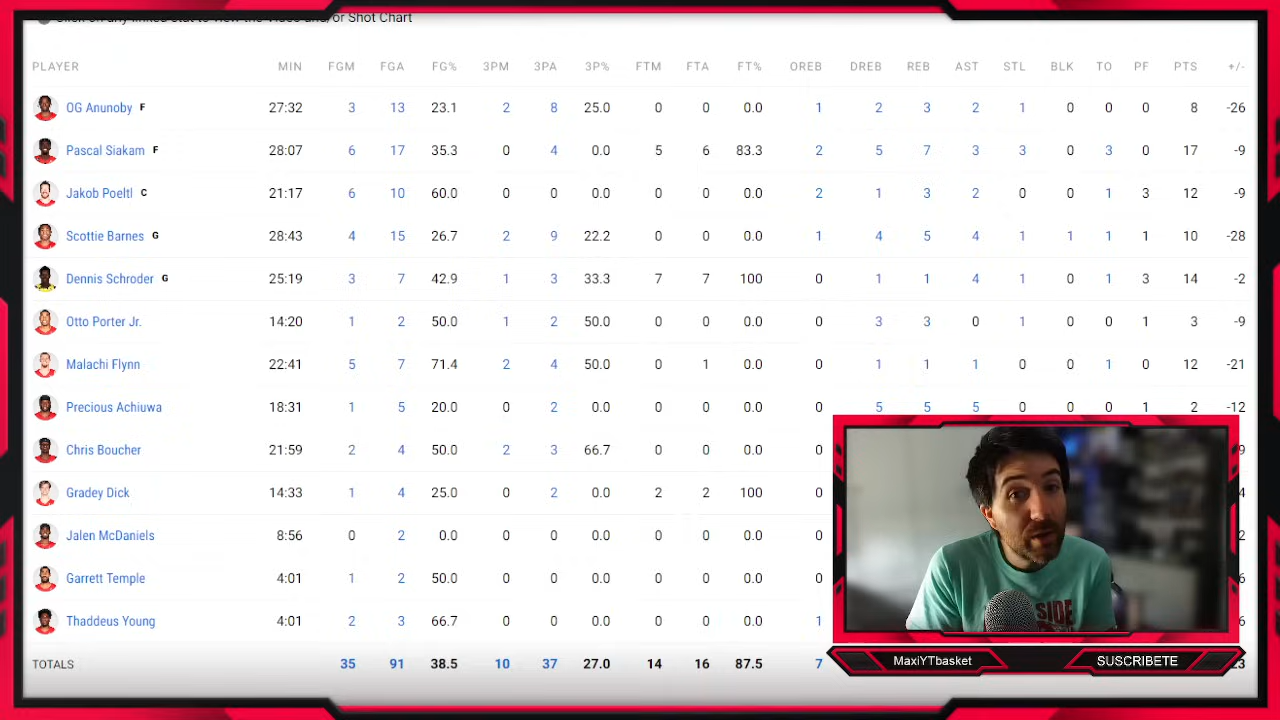 Click on any linked stat to view the video and/or Shot Chart
PLAYER MIN FGM FGA FG% 3PM 3PA 3P% FTM FTA FT% OREB DREB REB AST STL BLK TO PF PTS +/-
OG Anunoby F 27:32 3 13 23.1 2 8 25.0 0 0 0.0 1 2 3 2 1 0 0 0 8 -26
Pascal Siakam F 28:07 6 17 35.3 0 4 0.0 5 6 83.3 2 5 7 3 3 0 3 0 17 -9
Jakob Poeltl C 21:17 6 10 60.0 0 0 0.0 0 0 0.0 2 1 3 2 0 0 1 3 12 -9
Scottie Barnes G 28:43 4 15 26.7 2 9 22.2 0 0 0.0 1 4 5 4 1 1 1 1 10 -28
Dennis Schroder G 25:19 3 7 42.9 1 3 33.3 7 7 100 0 1 1 4 0 0 1 3 14 -2
Otto Porter Jr. 14:20 1 2 50.0 1 2 50.0 0 0 0.0 0 3 3 0 1 0 0 1 3 -9
Malachi Flynn 22:41 5 7 71.4 2 4 50.0 0 1 0.0 0 1 1 1 0 0 1 0 12 -21
Precious Achiuwa 18:31 1 5 20.0 0 2 0.0 0 0 0.0 0 5 5 5 0 0 0 1 2 -12
Chris Boucher 21:59 2 4 50.0 2 3 66.7 0 0 0.0 0 9
Gradey Dick 14:33 1 4 25.0 0 2 0.0 2 2 100 0 4
Jalen McDaniels 8:56 0 2 0.0 0 0 0.0 0 0 0.0 0 2
Garrett Temple 4:01 1 2 50.0 0 0 0.0 0 0 0.0 0 6
Thaddeus Young 4:01 2 3 66.7 0 0 0.0 0 0 0.0 1 6
TOTALS 35 91 38.5 10 37 27.0 14 16 87.5 7 23
SIDE
MaxiYTbasket
SUSCRIBETE